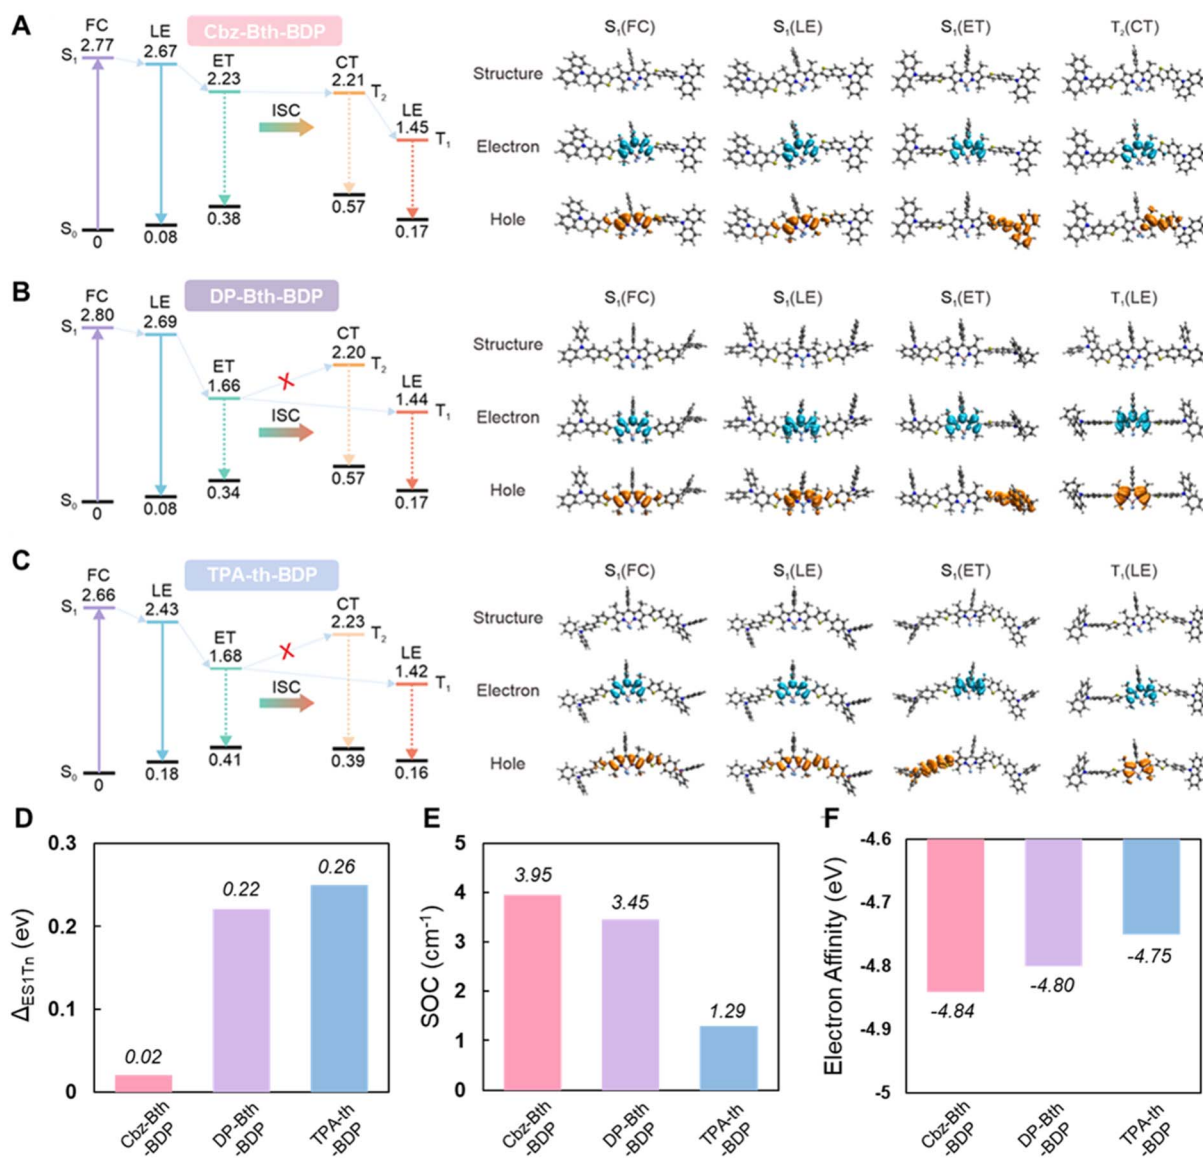 A
Cbz-Bth-BDP
FC
2.77
LE
2.67
ET
2.23
CT
2.21
LE
1.45
S1
T2
T1
ISC
S0
0
0.08
0.38
0.57
0.17
S1(FC) S1(LE) S1(ET) T2(CT)
Structure
Electron
Hole
B
DP-Bth-BDP
FC
2.80
LE
2.69
ET
1.66
CT
2.20
LE
1.44
S1
T2
T1
X
ISC
S0
0
0.08
0.34
0.57
0.17
S1(FC) S1(LE) S1(ET) T1(LE)
Structure
Electron
Hole
C
TPA-th-BDP
FC
2.66
LE
2.43
ET
1.68
CT
2.23
LE
1.42
S1
T2
T1
X
ISC
S0
0
0.18
0.41
0.39
0.16
S1(FC) S1(LE) S1(ET) T1(LE)
Structure
Electron
Hole
D
ΔES1Tn (ev)
0.3
0.2
0.1
0
0.02
0.22
0.26
Cbz-Bth
-BDP
DP-Bth
-BDP
TPA-th
-BDP
E
SOC (cm-1)
5
4
3
2
1
0
3.95
3.45
1.29
Cbz-Bth
-BDP
DP-Bth
-BDP
TPA-th
-BDP
F
Electron Affinity (eV)
-4.6
-4.7
-4.8
-4.9
-5
-4.84
-4.80
-4.75
Cbz-Bth
-BDP
DP-Bth
-BDP
TPA-th
-BDP